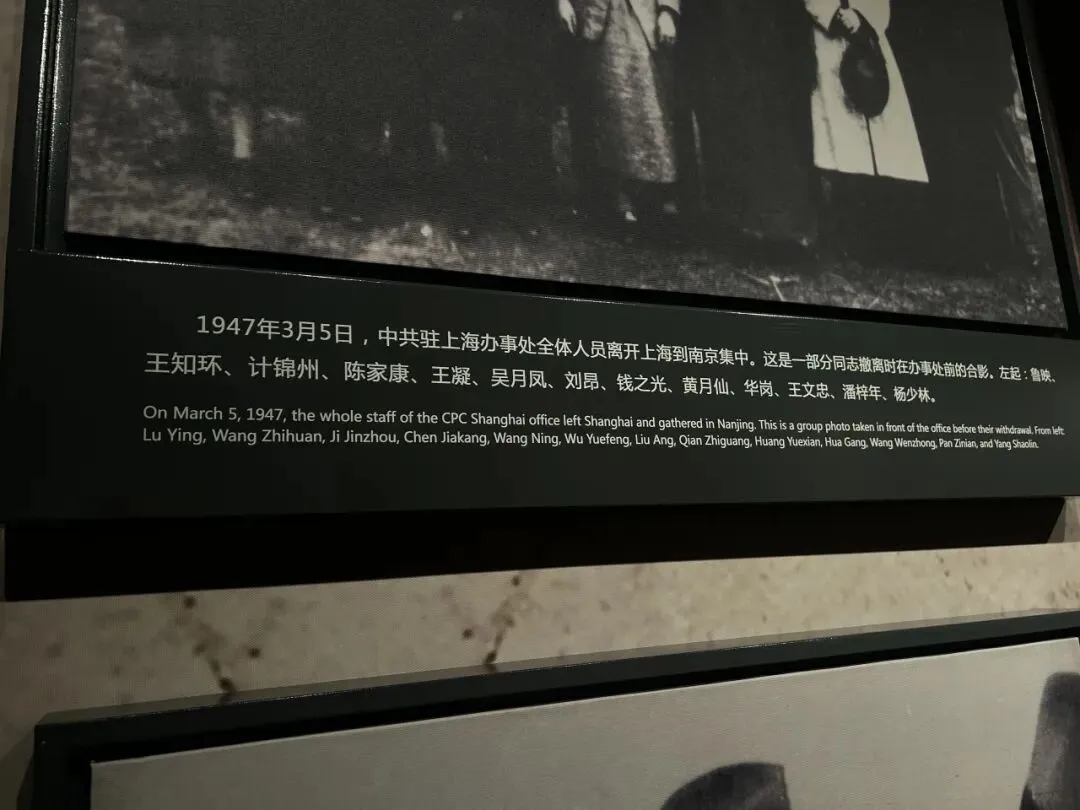 1947年3月5日，中共驻上海办事处全体人员离开上海到南京集中。这是一部分同志撤离时在办事处前的合影。左起：鲁映、
王知环、计锦州、陈家康、王凝、吴月凤、刘昂、钱之光、黄月仙、华岗、王文忠、潘梓年、杨少林。
On March 5, 1947, the whole staff of the CPC Shanghai office left Shanghai and gathered in Nanjing. This is a group photo taken in front of the office before their withdrawal. From left:
Lu Ying, Wang Zhihuan, Ji Jinzhou, Chen Jiakang, Wang Ning, Wu Yuefeng, Liu Ang, Qian Zhiguang, Huang Yuexian, Hua Gang, Wang Wenzhong, Pan Zinian, and Yang Shaolin.